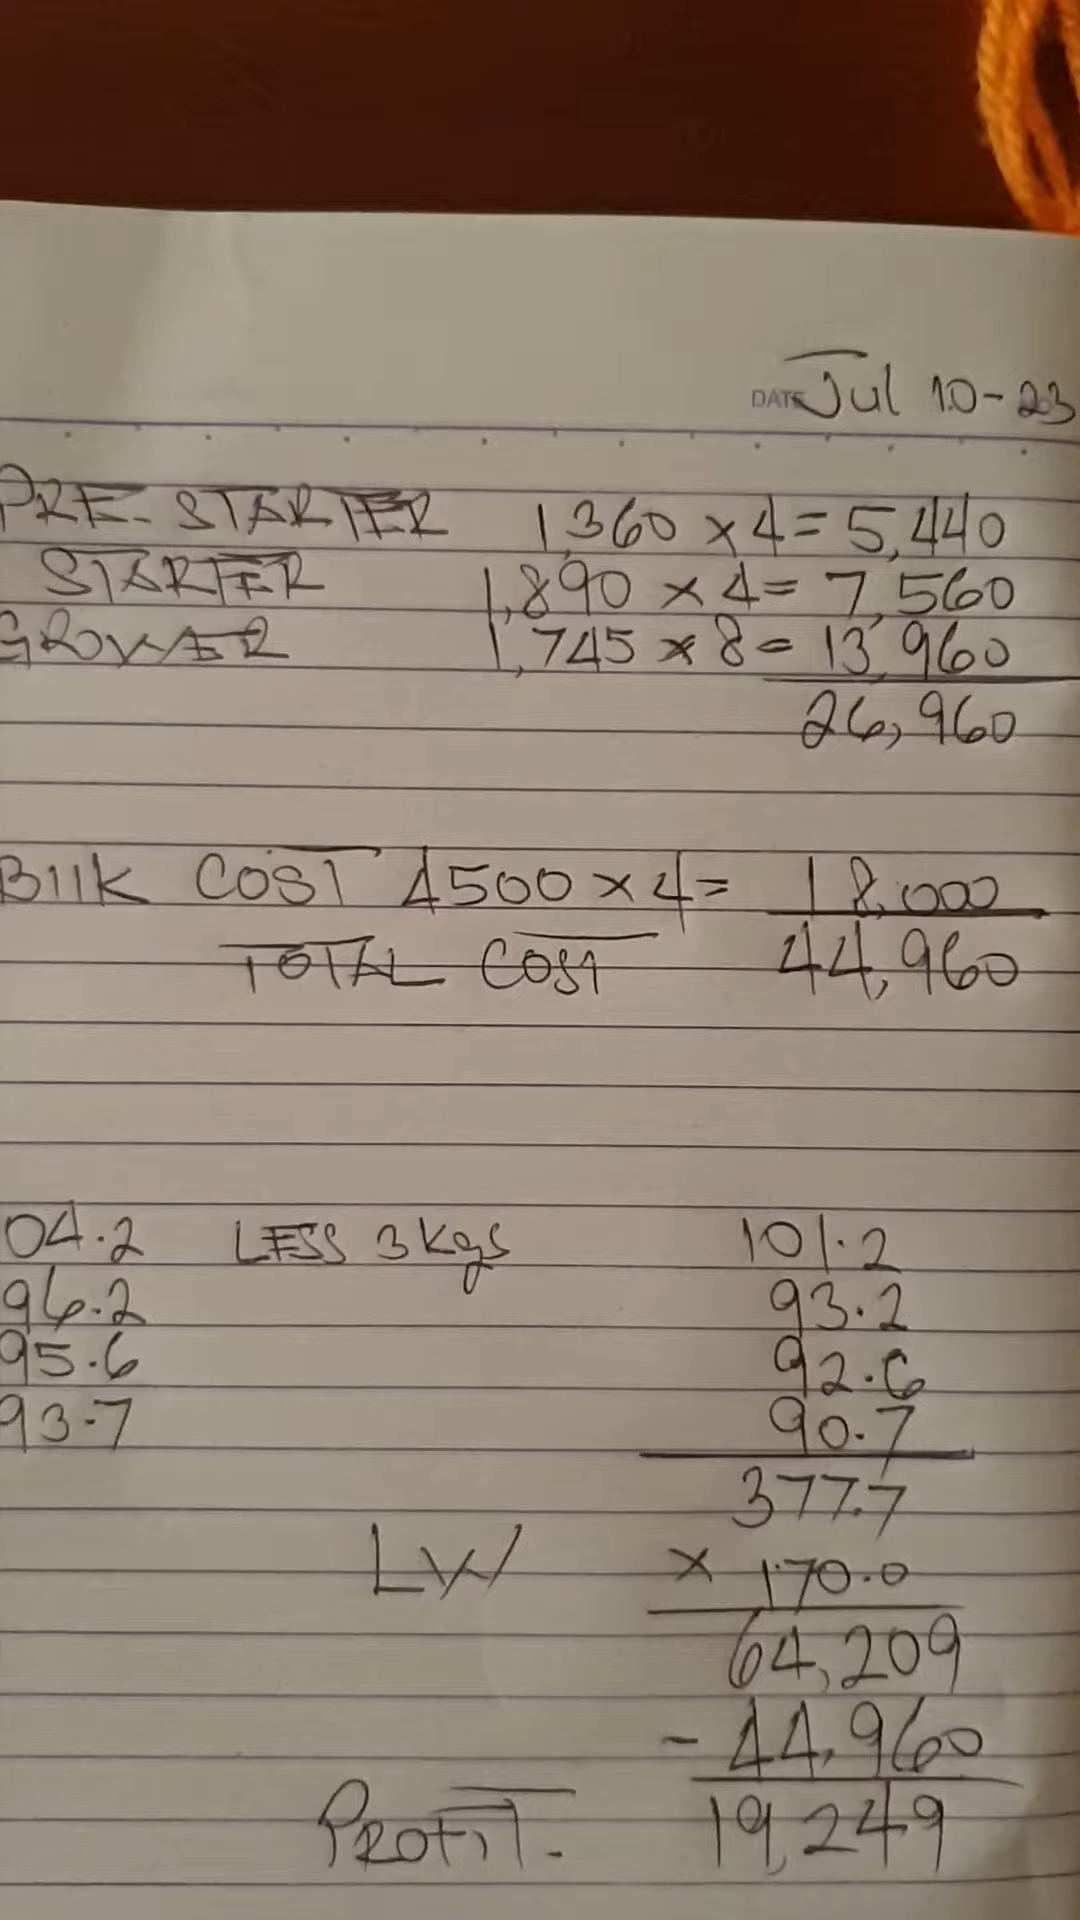 DATE Jul 10-23
PRE-STARTER 1,360 x 4 = 5,440
STARTER 1,890 x 4 = 7,560
GROWER 1,745 x 8 = 13,960
26,960
BIIK COST 4500 x 4 = 18,000
TOTAL COST 44,960
04.2 LESS 3 Kgs 101.2
96.2 93.2
95.6 92.6
93.7 90.7
377.7
LW x 170.0
64,209
- 44,960
PROFIT. 19,249